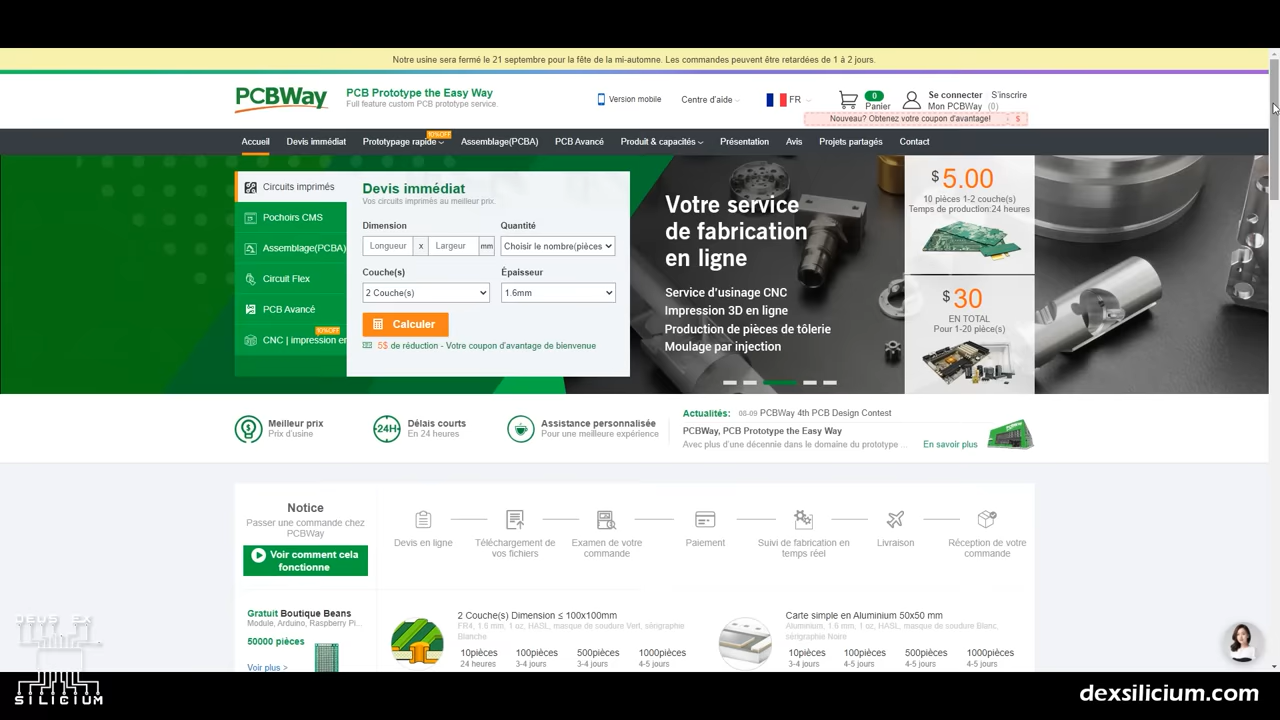 Notre usine sera fermé le 21 septembre pour la fête de la mi-automne. Les commandes peuvent être retardées de 1 à 2 jours.
PCBWay
PCB Prototype the Easy Way
Full feature custom PCB prototype service.
Version mobile
Centre d'aide
FR
0
Panier
Se connecter
S'inscrire
Mon PCBWay (0)
Nouveau? Obtenez votre coupon d'avantage!
$
Accueil
Devis immédiat
Prototypage rapide
10%OFF
Assemblage(PCBA)
PCB Avancé
Produit & capacités
Présentation
Avis
Projets partagés
Contact
Circuits imprimés
Pochoirs CMS
Assemblage(PCBA)
Circuit Flex
PCB Avancé
10%OFF
CNC | impression en
Devis immédiat
Vos circuits imprimés au meilleur prix.
Dimension
Quantité
Longueur x Largeur mm
Choisir le nombre(pièces
Couche(s)
Épaisseur
2 Couche(s)
1.6mm
Calculer
5$ de réduction - Votre coupon d'avantage de bienvenue
Votre service
de fabrication
en ligne
Service d'usinage CNC
Impression 3D en ligne
Production de pièces de tôlerie
Moulage par injection
$5.00
10 pièces 1-2 couche(s)
Temps de production:24 heures
$30
EN TOTAL
Pour 1-20 pièce(s)
Meilleur prix
Prix d'usine
24H
Délais courts
En 24 heures
Assistance personnalisée
Pour une meilleure expérience
Actualités: 08-09 PCBWay 4th PCB Design Contest
PCBWay, PCB Prototype the Easy Way
Avec plus d'une décennie dans le domaine du prototype ...
En savoir plus
Notice
Passer une commande chez
PCBWay
Voir comment cela
fonctionne
Devis en ligne
Téléchargement de
vos fichiers
Examen de votre
commande
Paiement
Suivi de fabrication en
temps réel
Livraison
Réception de votre
commande
Gratuit Boutique Beans
Module, Arduino, Raspberry Pi...
50000 pièces
Voir plus >
2 Couche(s) Dimension ≤ 100x100mm
FR4, 1.6 mm, 1 oz, HASL, masque de soudure Vert, sérigraphie
Blanche
10pièces 100pièces 500pièces 1000pièces
24 heures 3-4 jours 3-4 jours 4-5 jours
Carte simple en Aluminium 50x50 mm
Aluminium, 1.6 mm, 1 oz, HASL, masque de soudure Blanc,
sérigraphie Noire
10pièces 100pièces 500pièces 1000pièces
3-4 jours 4-5 jours 4-5 jours 4-5 jours
DEUS EX
SILICIUM
dexsilicium.com